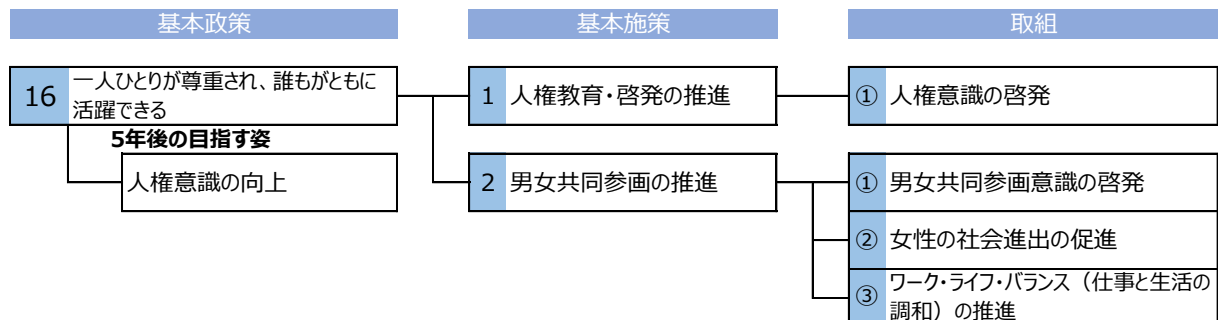 基本政策
基本施策
取組
16 一人ひとりが尊重され、誰もがともに
活躍できる
1 人権教育・啓発の推進
① 人権意識の啓発
5年後の目指す姿
人権意識の向上
2 男女共同参画の推進
① 男女共同参画意識の啓発
② 女性の社会進出の促進
③ ワーク・ライフ・バランス（仕事と生活の
調和）の推進